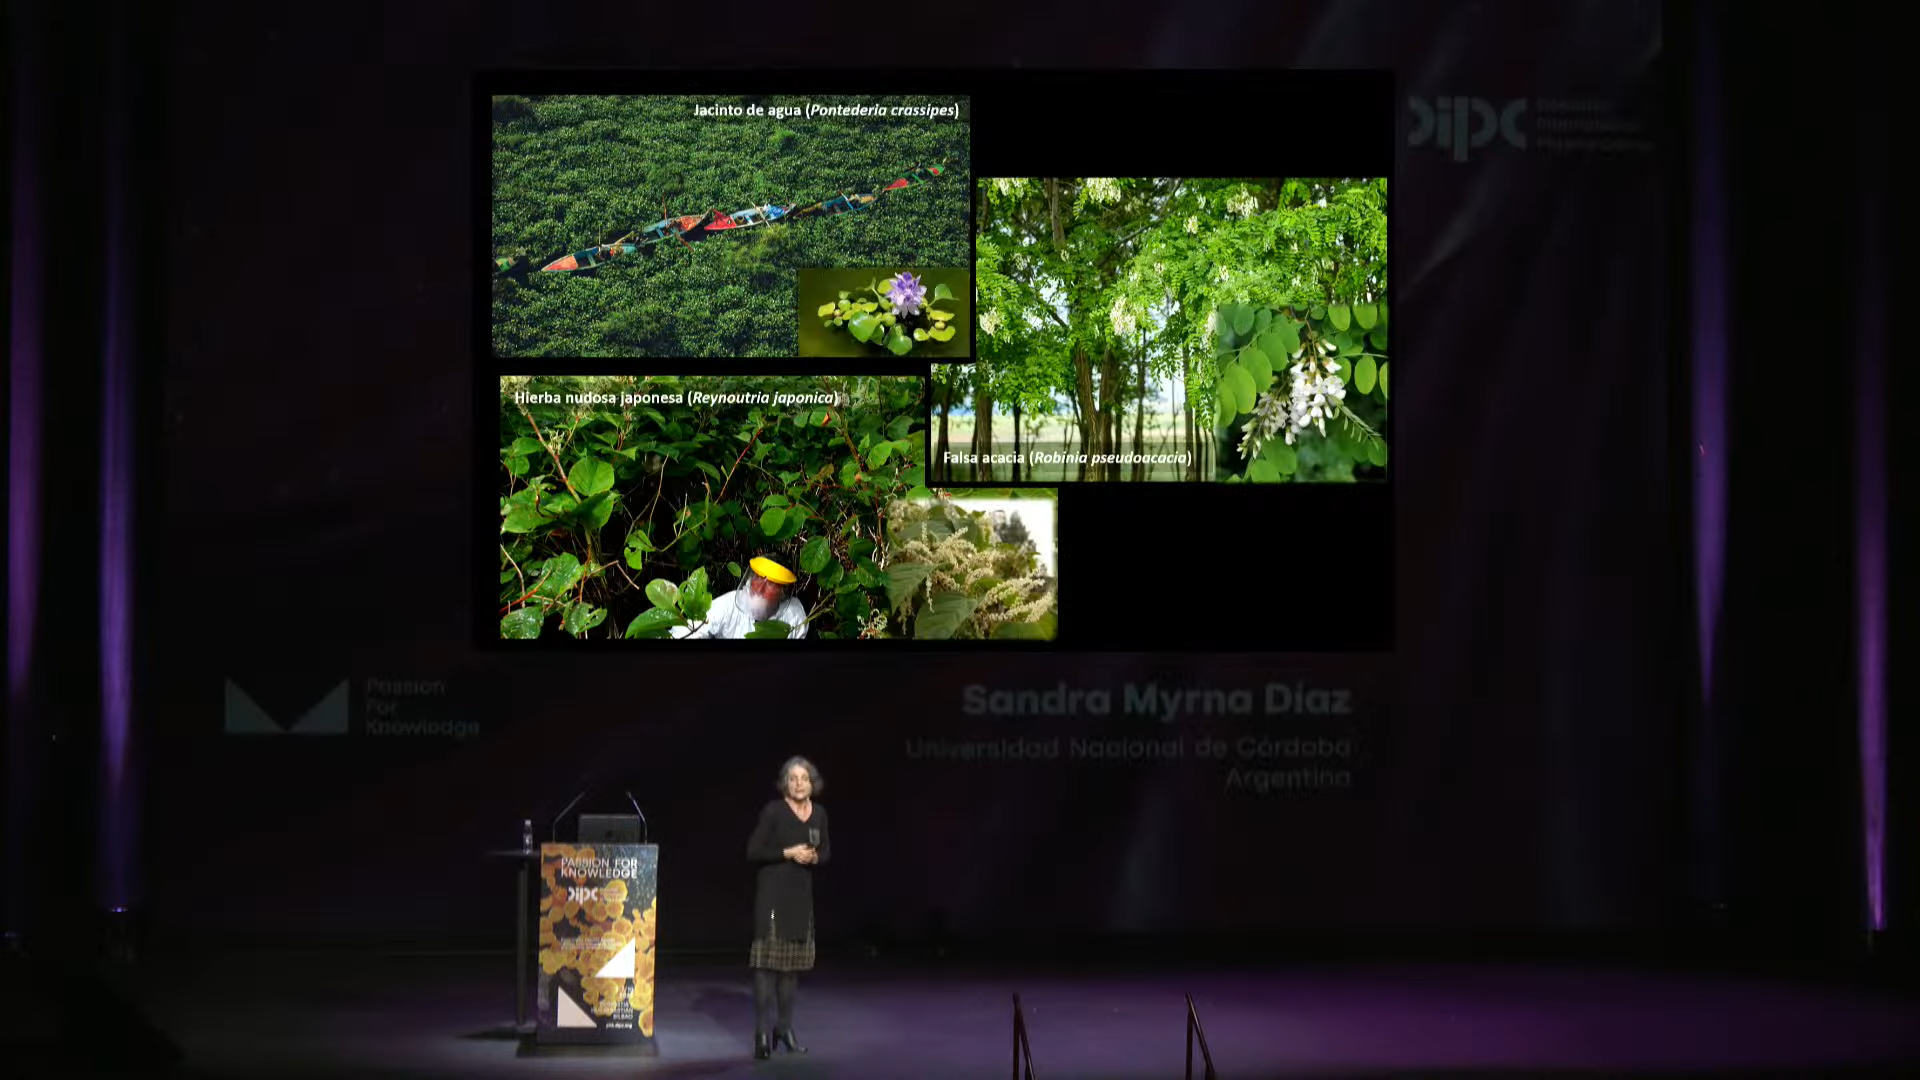 Jacinto de agua (Pontederia crassipes)
Hierba nudosa japonesa (Reynoutria japonica)
Falsa acacia (Robinia pseudoacacia)
dipc
Passion
For
Knowledge
Sandra Myrna Díaz
Universidad Nacional de Córdoba
Argentina
PASSION FOR
KNOWLEDGE
dipc